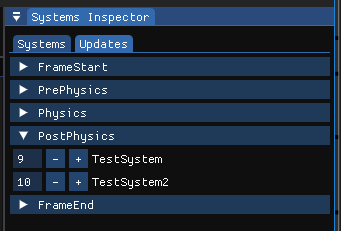 Systems Inspector
Systems Updates
FrameStart
PrePhysics
Physics
PostPhysics
9 - + TestSystem
10 - + TestSystem2
FrameEnd